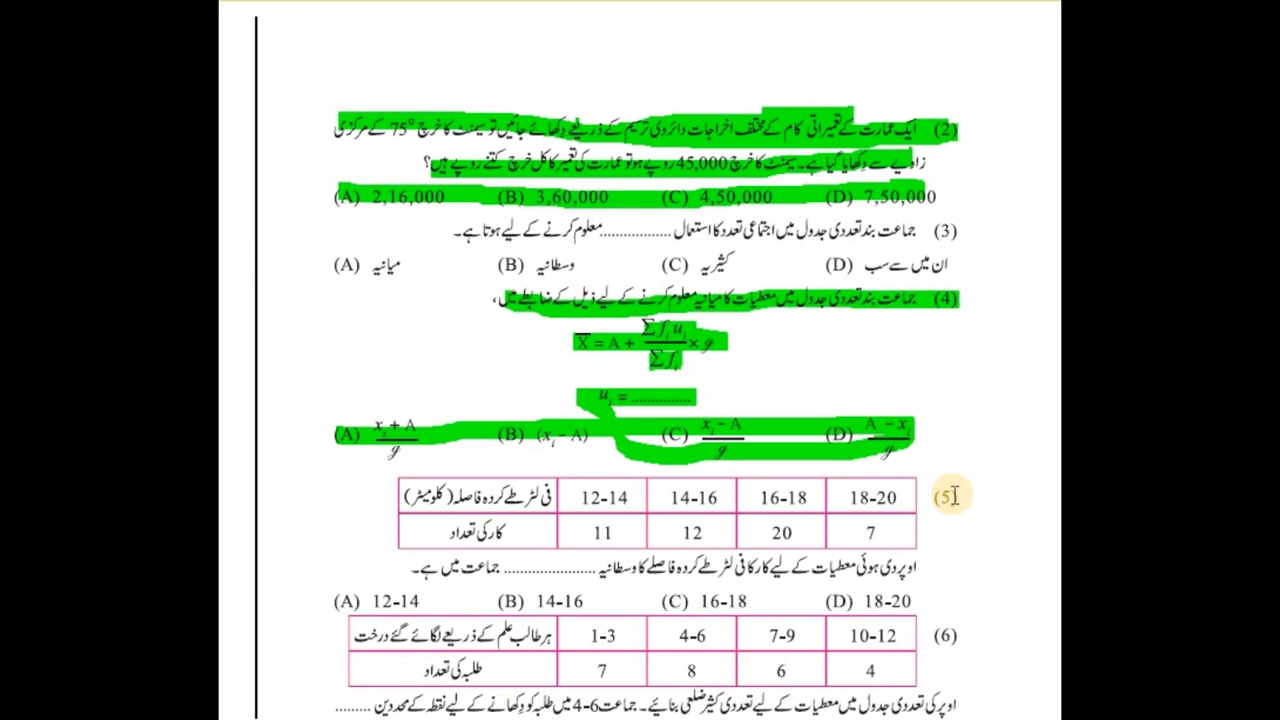 (2) ایک عمارت کے تعمیراتی کام کے مختلف اخراجات دائروی ترسیم کے ذریعے دکھائے جائیں تو سیمنٹ کا خرچ 75° کے مرکزی
زاویے سے دکھایا گیا ہے۔ سیمنٹ کا خرچ 45,000 روپے ہو تو عمارت کی تعمیر کا کل خرچ کتنے روپے ہیں؟
(A) 2,16,000 (B) 3,60,000 (C) 4,50,000 (D) 7,50,000
(3) جماعت بند تعددی جدول میں اجتماعی تعدد کا استعمال ................. معلوم کرنے کے لیے ہوتا ہے۔
(A) میانیہ (B) وسطانیہ (C) کثیریہ (D) ان میں سے سب
(4) جماعت بند تعددی جدول میں معطیات کا میانیہ معلوم کرنے کے لیے ذیل کے ضابطے میں،
X̅ = A + Σ fᵢ uᵢ / Σ fᵢ × g
uᵢ = ...............
(A) xᵢ + A / g (B) (xᵢ − A) (C) xᵢ − A / g (D) A − xᵢ / g
(5) فی لٹر طے کردہ فاصلہ (کلومیٹر) 12-14 14-16 16-18 18-20
کار کی تعداد 11 12 20 7
اوپر دی ہوئی معطیات کے لیے کار کا فی لٹر طے کردہ فاصلے کا وسطانیہ ....................... جماعت میں ہے۔
(A) 12-14 (B) 14-16 (C) 16-18 (D) 18-20
(6) ہر طالب علم کے ذریعے لگائے گئے درخت 1-3 4-6 7-9 10-12
طلبہ کی تعداد 7 8 6 4
اوپر کی تعددی جدول میں معطیات کے لیے تعددی کثیر ضلعی بنائیے۔ جماعت 6-4 میں طلبہ کو دکھانے کے لیے نقطہ کے محددین .........